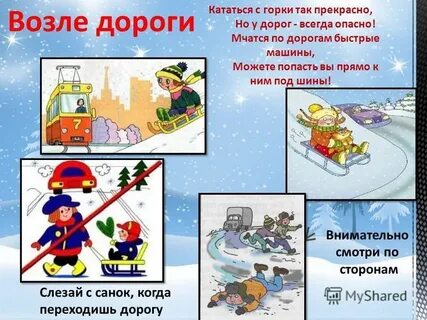 Возле дороги
Кататься с горки так прекрасно,
Но у дорог - всегда опасно!
Мчатся по дорогам быстрые
машины,
Можете попасть вы прямо к
ним под шины!
7
Внимательно
смотри по
сторонам
Слезай с санок, когда
переходишь дорогу
MyShared